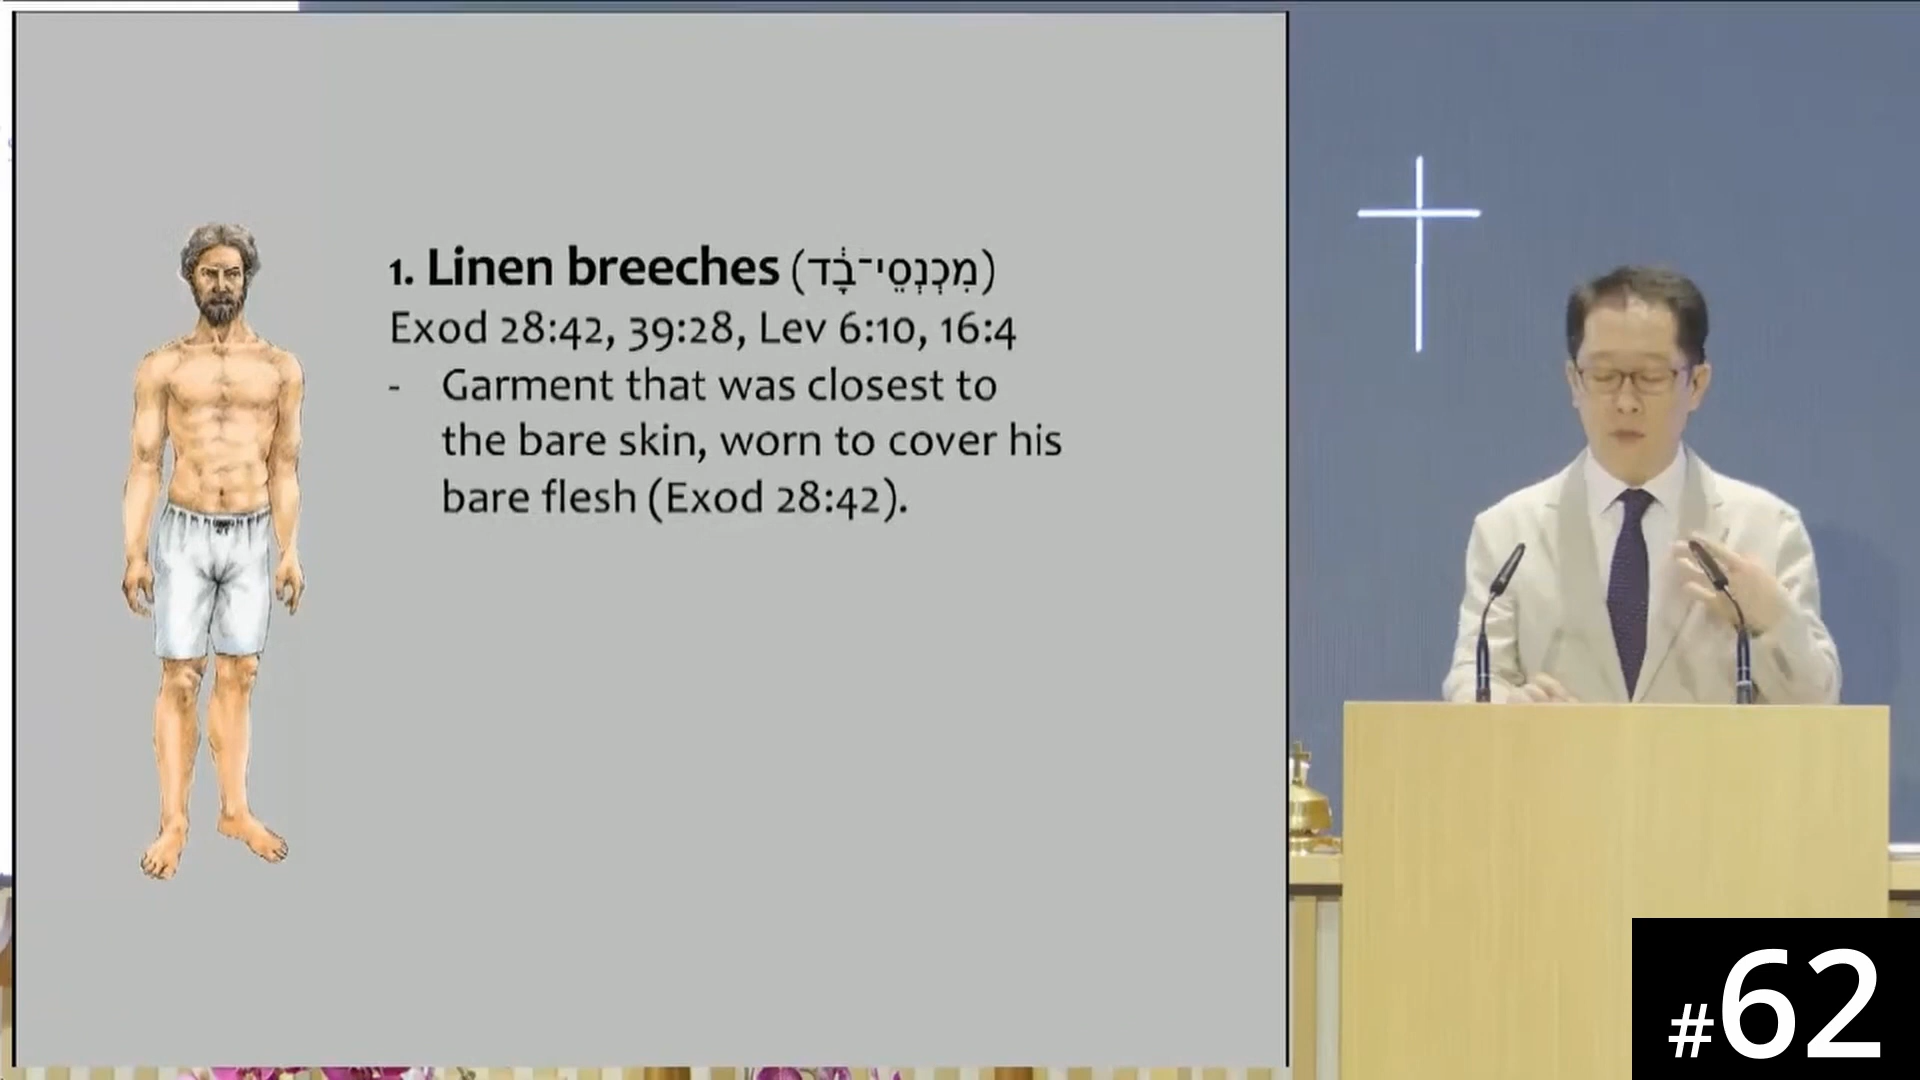 1. Linen breeches (מִכְנְסֵי־בָ֔ד)
Exod 28:42, 39:28, Lev 6:10, 16:4
- Garment that was closest to
the bare skin, worn to cover his
bare flesh (Exod 28:42).
#62